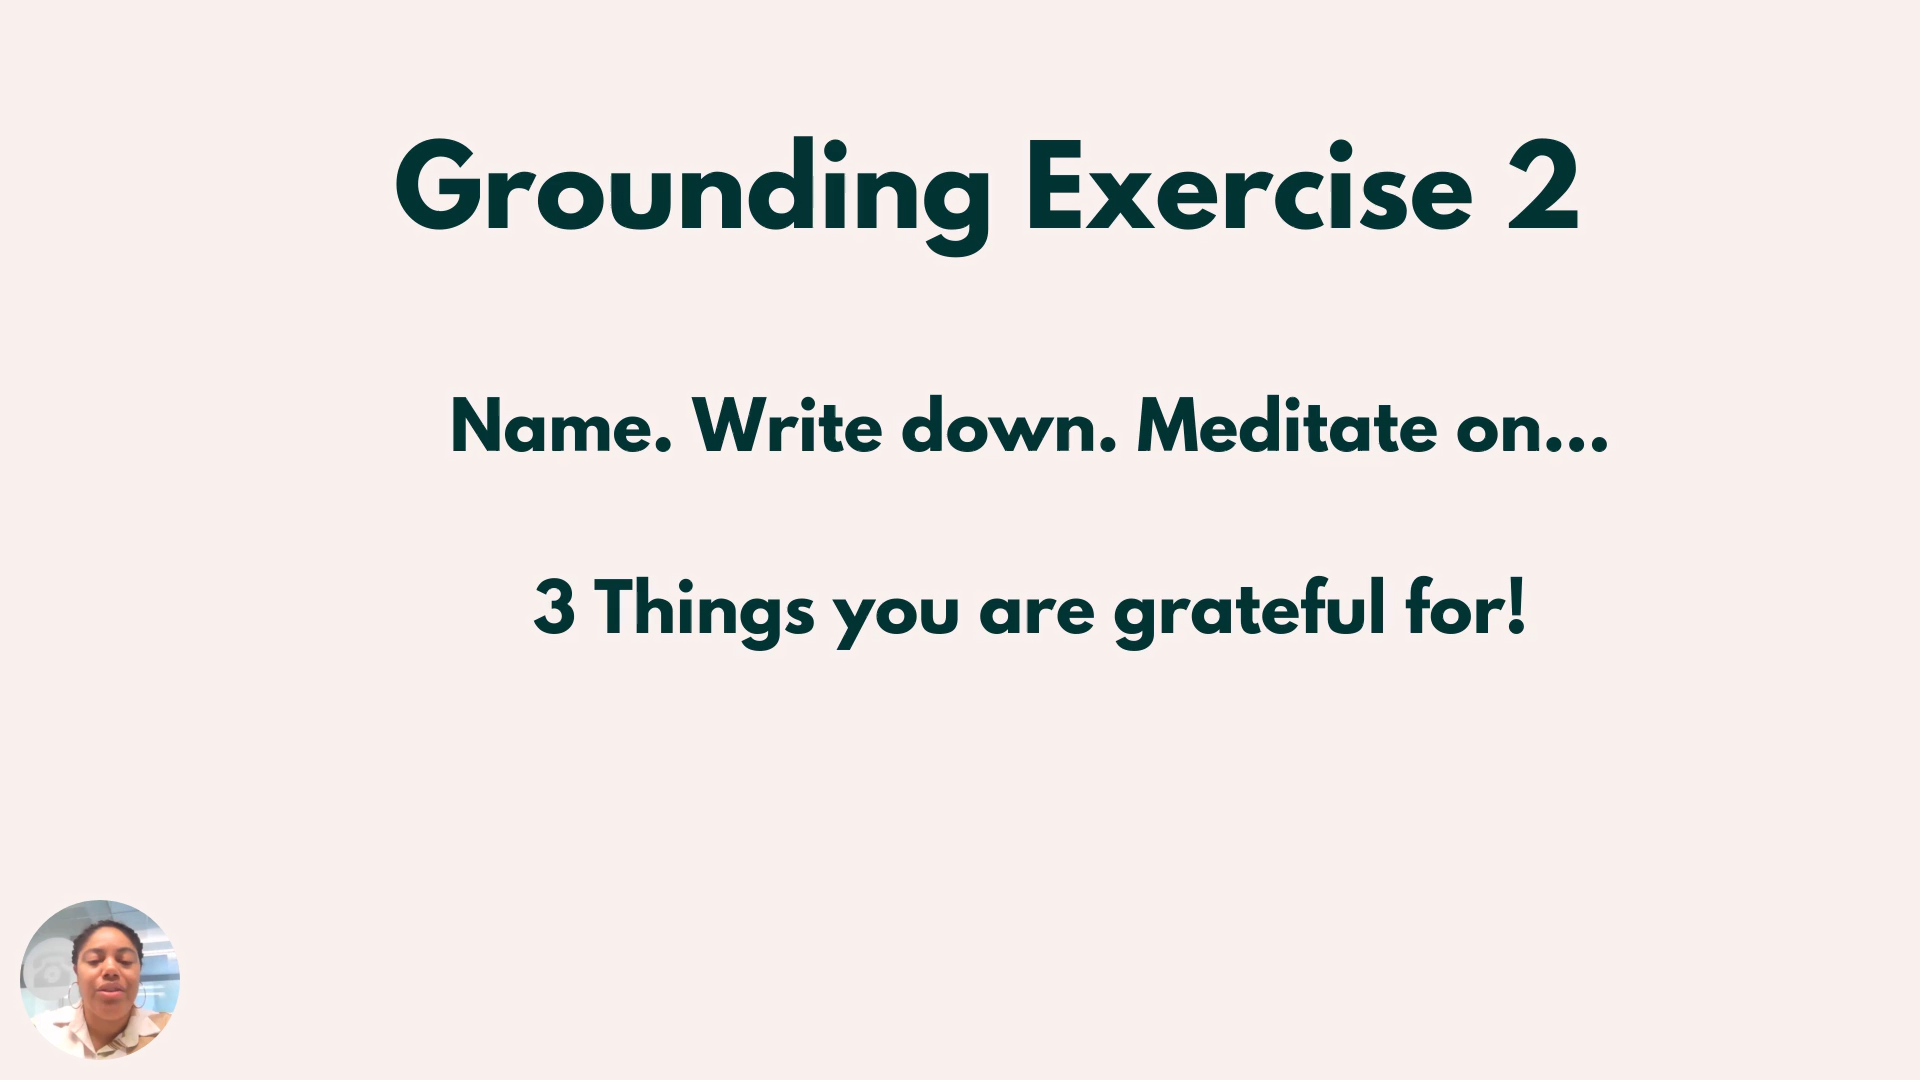 Grounding Exercise 2
Name. Write down. Meditate on...
3 Things you are grateful for!